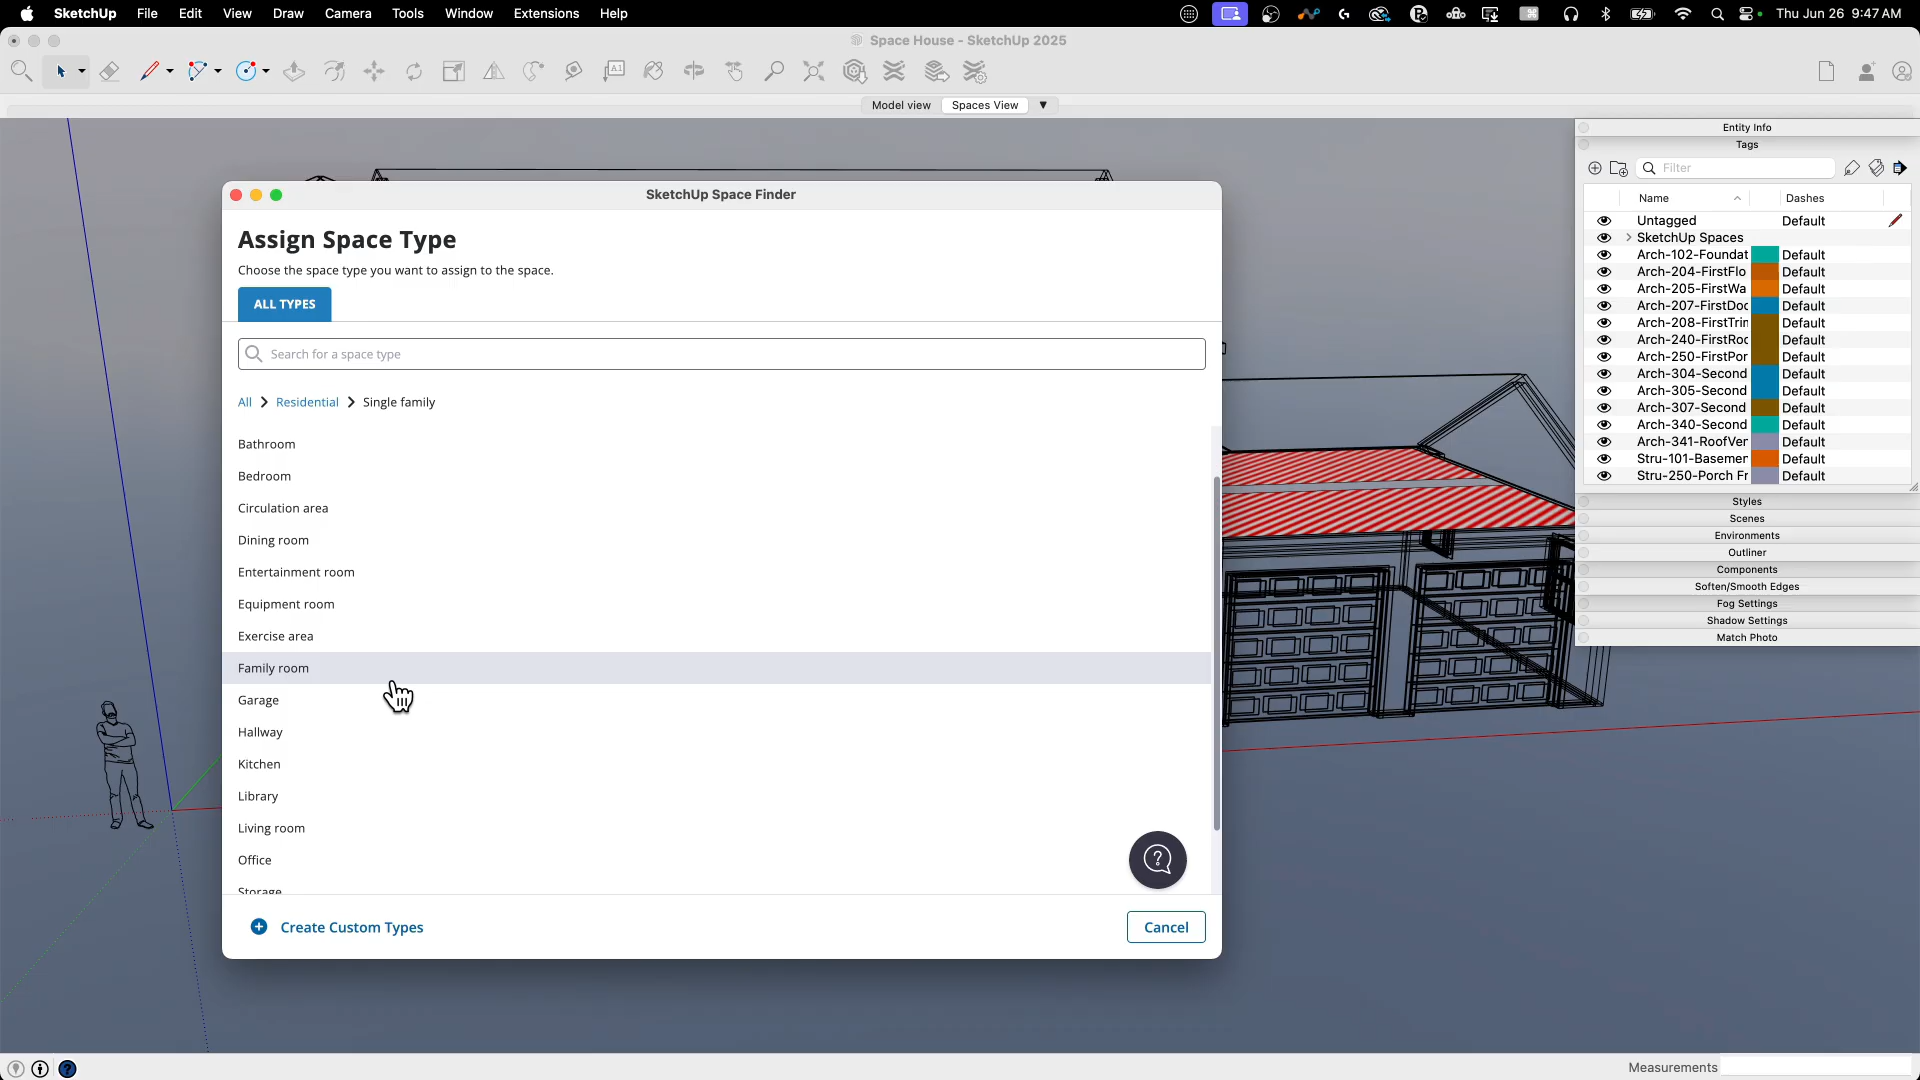 SketchUp File Edit View Draw Camera Tools Window Extensions Help Thu Jun 26 9:47 AM
Space House - SketchUp 2025
A1
Model view Spaces View
Entity Info
Tags
Filter
Name Dashes
Untagged Default
SketchUp Spaces
Arch-102-Foundat Default
Arch-204-FirstFlo Default
Arch-205-FirstWa Default
Arch-207-FirstDoo Default
Arch-208-FirstTrin Default
Arch-240-FirstRoo Default
Arch-250-FirstPor Default
Arch-304-Second Default
Arch-305-Second Default
Arch-307-Second Default
Arch-340-Second Default
Arch-341-RoofVer Default
Stru-101-Basemer Default
Stru-250-Porch Fr Default
Styles
Scenes
Environments
Outliner
Components
Soften/Smooth Edges
Fog Settings
Shadow Settings
Match Photo
SketchUp Space Finder
Assign Space Type
Choose the space type you want to assign to the space.
ALL TYPES
Search for a space type
All > Residential > Single family
Bathroom
Bedroom
Circulation area
Dining room
Entertainment room
Equipment room
Exercise area
Family room
Garage
Hallway
Kitchen
Library
Living room
Office
Storage
Create Custom Types
Cancel
Measurements